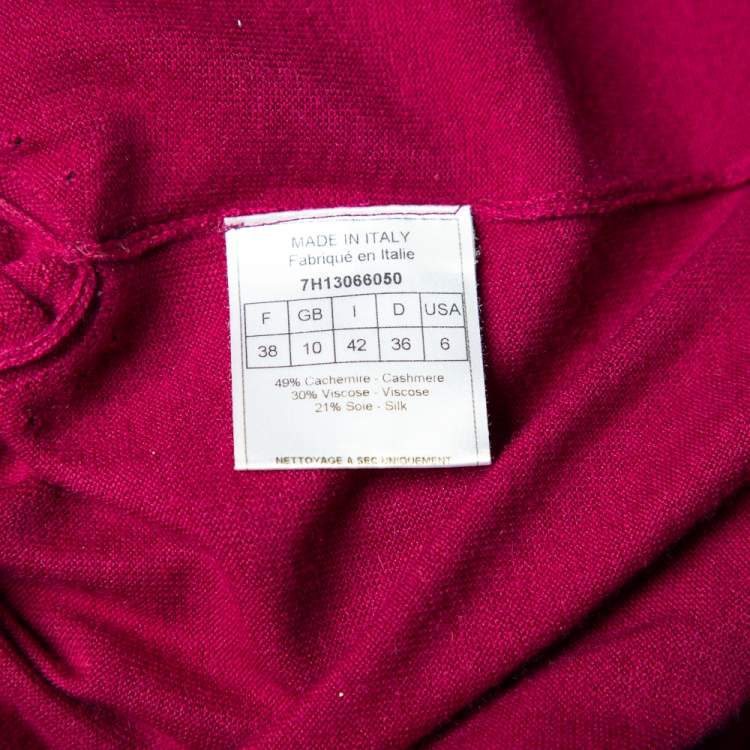 MADE IN ITALY
Fabriqué en Italie
7H13066050
F GB I D USA
38 10 42 36 6
49% Cachemire - Cashmere
30% Viscose - Viscose
21% Soie - Silk
NETTOYAGE A SEC UNIQUEMENT